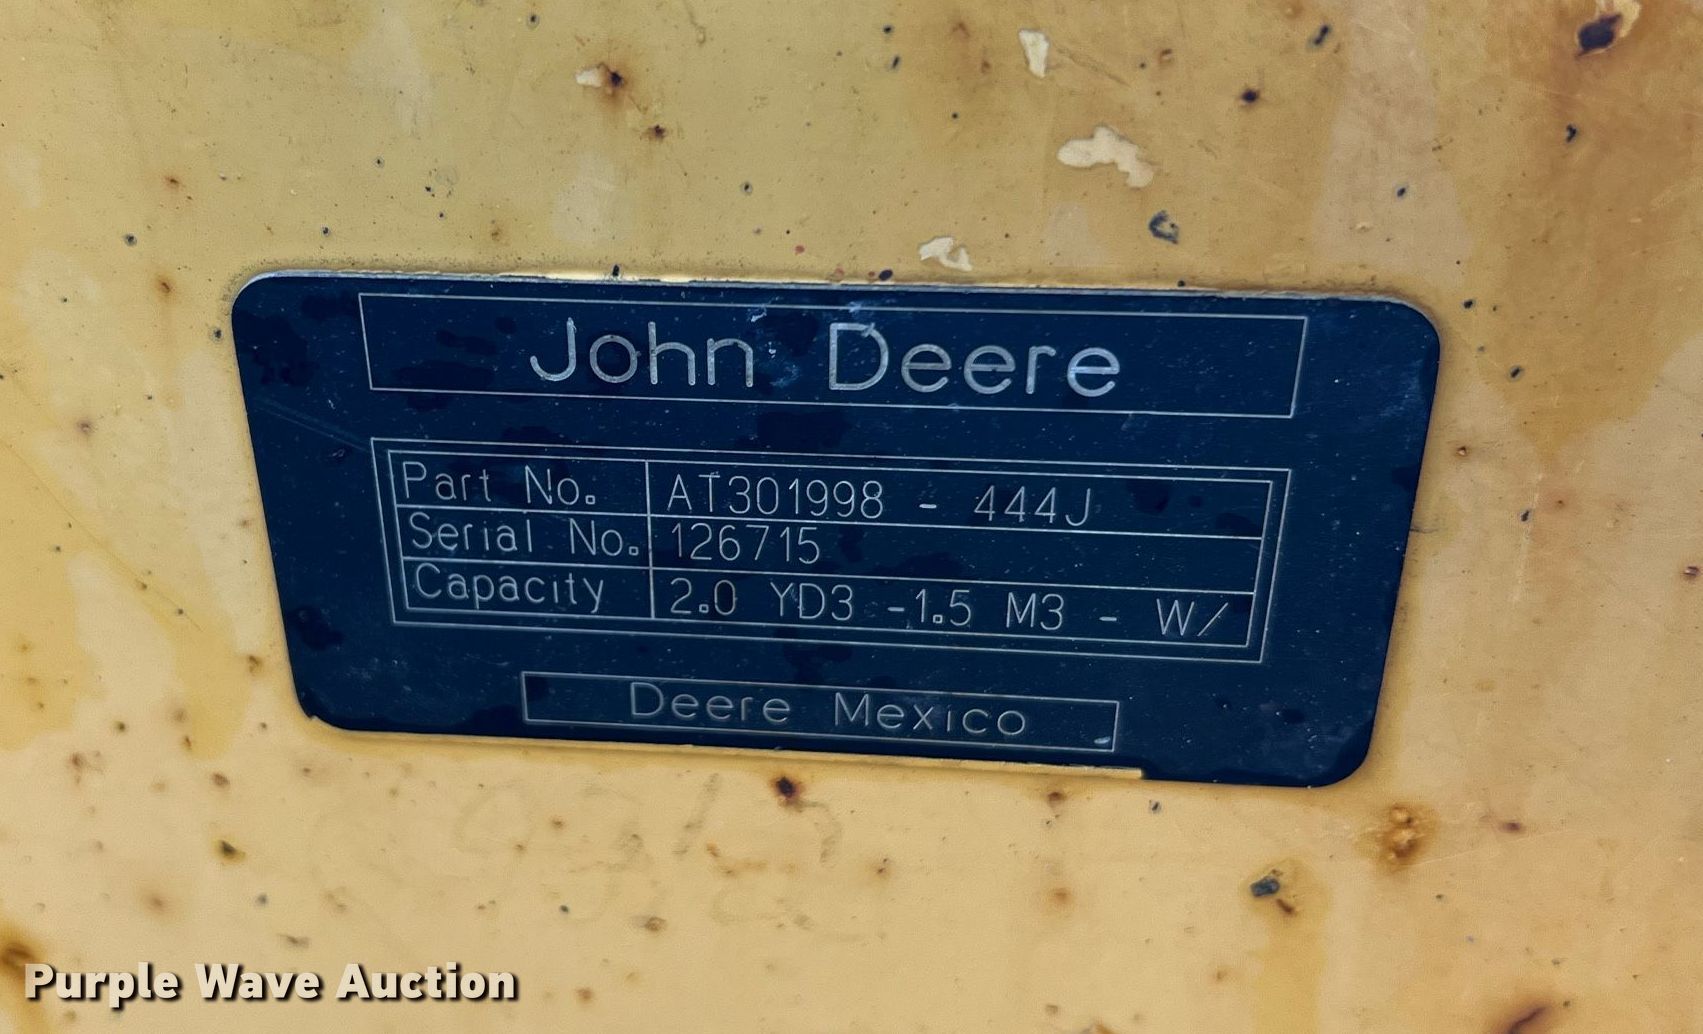 John Deere
Part No. AT301998 - 444J
Serial No. 126715
Capacity 2.0 YD3 -1.5 M3 - W/
Deere Mexico
Purple Wave Auction